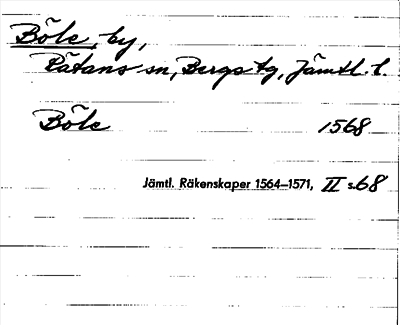 Böle, by,
Rätans sn, Bergs tg, Jämtl. l.
Böle 1568
Jämtl. Räkenskaper 1564–1571, II s. 68